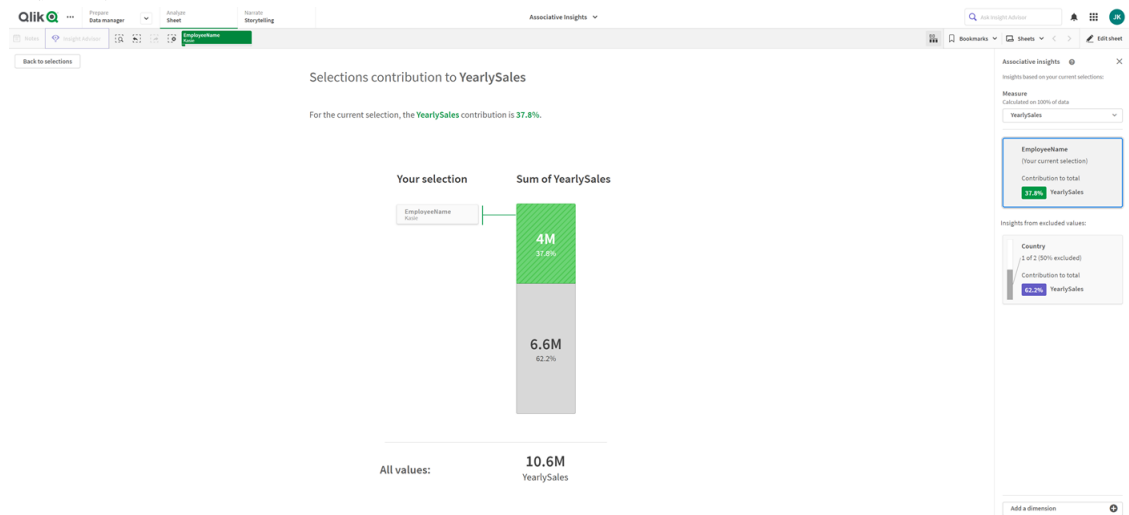 Qlik
Prepare
Data manager
Analyze
Sheet
Narrate
Storytelling
Associative Insights
Ask Insight Advisor
JK
Notes
Insight Advisor
EmployeeName
Kasie
Bookmarks
Sheets
Edit sheet
Back to selections
Selections contribution to YearlySales
For the current selection, the YearlySales contribution is 37.8%.
Your selection
Sum of YearlySales
EmployeeName
Kasie
4M
37.8%
6.6M
62.2%
All values:
10.6M
YearlySales
Associative insights
Insights based on your current selections:
Measure
Calculated on 100% of data
YearlySales
EmployeeName
(Your current selection)
Contribution to total
37.8% YearlySales
Insights from excluded values:
Country
1 of 2 (50% excluded)
Contribution to total
62.2% YearlySales
Add a dimension